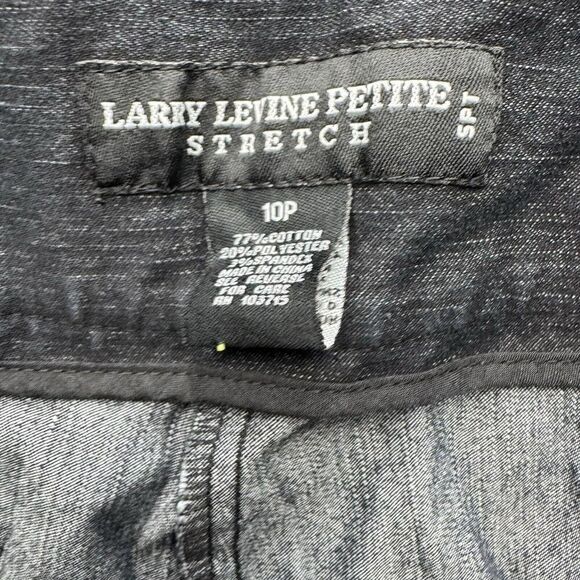 LARRY LEVINE PETITE
STRETCH
SPT
10P
77% COTTON
20% POLYESTER
3% SPANDEX
MADE IN CHINA
SEE REVERSE
FOR CARE
RN 103715